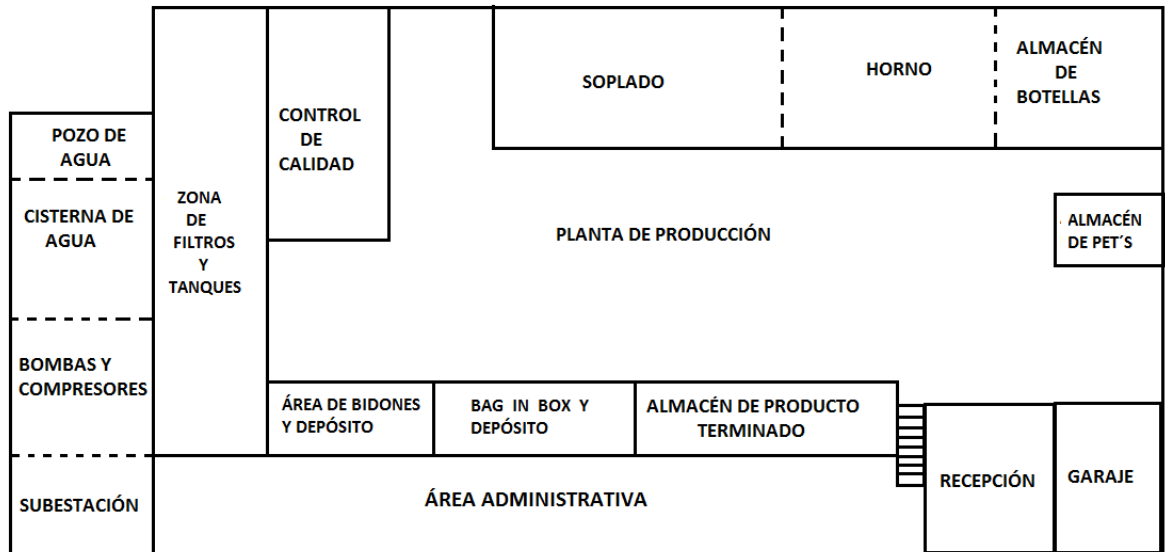 POZO DE
AGUA
CISTERNA DE
AGUA
BOMBAS Y
COMPRESORES
SUBESTACIÓN
ZONA
DE
FILTROS
Y
TANQUES
CONTROL
DE
CALIDAD
SOPLADO
HORNO
ALMACÉN
DE
BOTELLAS
PLANTA DE PRODUCCIÓN
ALMACÉN
DE PET´S
ÁREA DE BIDONES
Y DEPÓSITO
BAG IN BOX Y
DEPÓSITO
ALMACÉN DE PRODUCTO
TERMINADO
ÁREA ADMINISTRATIVA
RECEPCIÓN
GARAJE